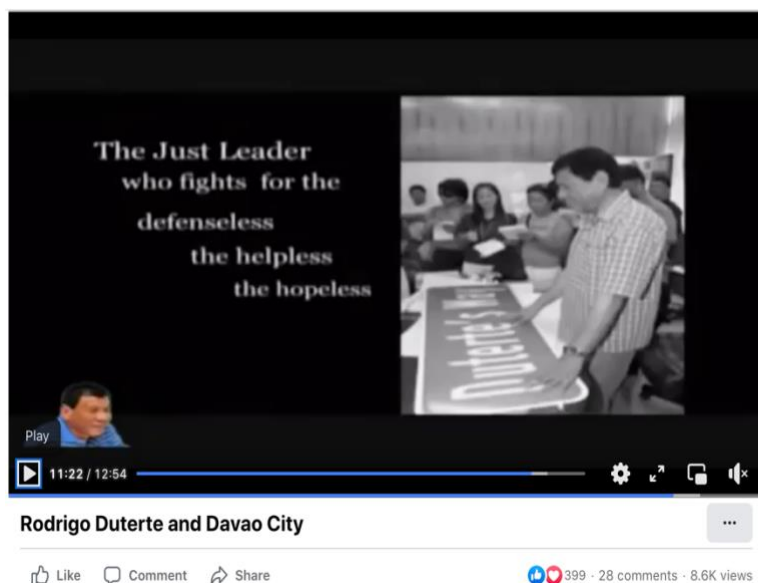 The Just Leader
who fights for the
defenseless
the helpless
the hopeless
Duterte's
Play
11:22 / 12:54
Rodrigo Duterte and Davao City
...
Like Comment Share 399 · 28 comments · 8.6K views